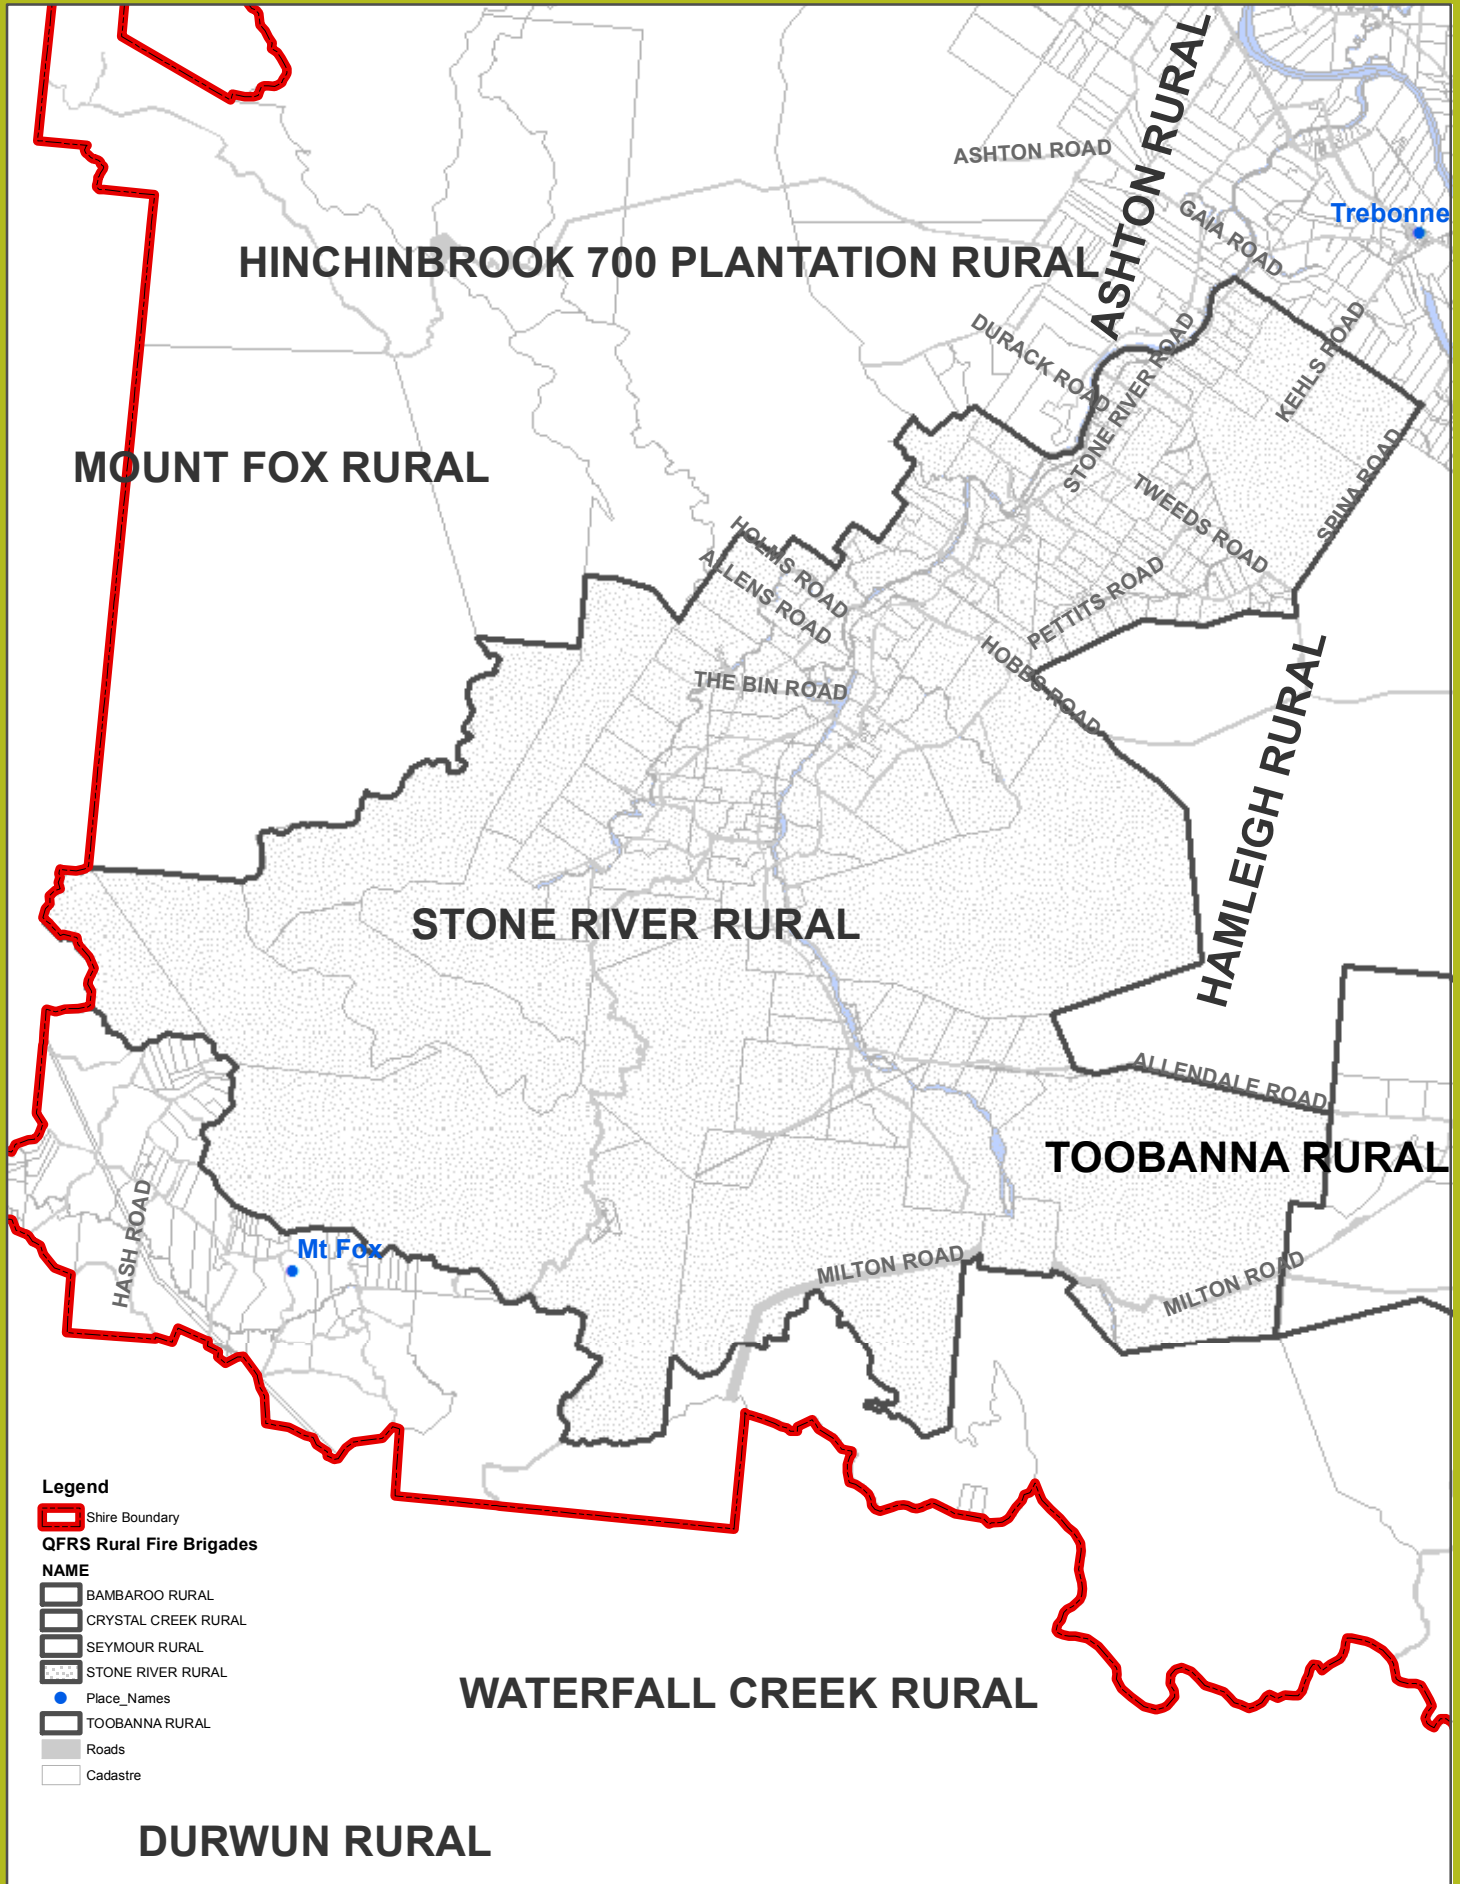 ASHTON RURAL
ASHTON ROAD
GAIA ROAD
Trebonne
HINCHINBROOK 700 PLANTATION RURAL
DURACK ROAD
STONE RIVER ROAD
KEHLS ROAD
MOUNT FOX RURAL
SPINA ROAD
TWEEDS ROAD
HOLMS ROAD
ALLENS ROAD
PETTITS ROAD
HOBBS ROAD
THE BIN ROAD
HAMLEIGH RURAL
STONE RIVER RURAL
ALLENDALE ROAD
TOOBANNA RURAL
HASH ROAD
Mt Fox
MILTON ROAD
MILTON ROAD
Legend
Shire Boundary
QFRS Rural Fire Brigades
NAME
BAMBAROO RURAL
CRYSTAL CREEK RURAL
SEYMOUR RURAL
STONE RIVER RURAL
Place_Names
TOOBANNA RURAL
Roads
Cadastre
WATERFALL CREEK RURAL
DURWUN RURAL